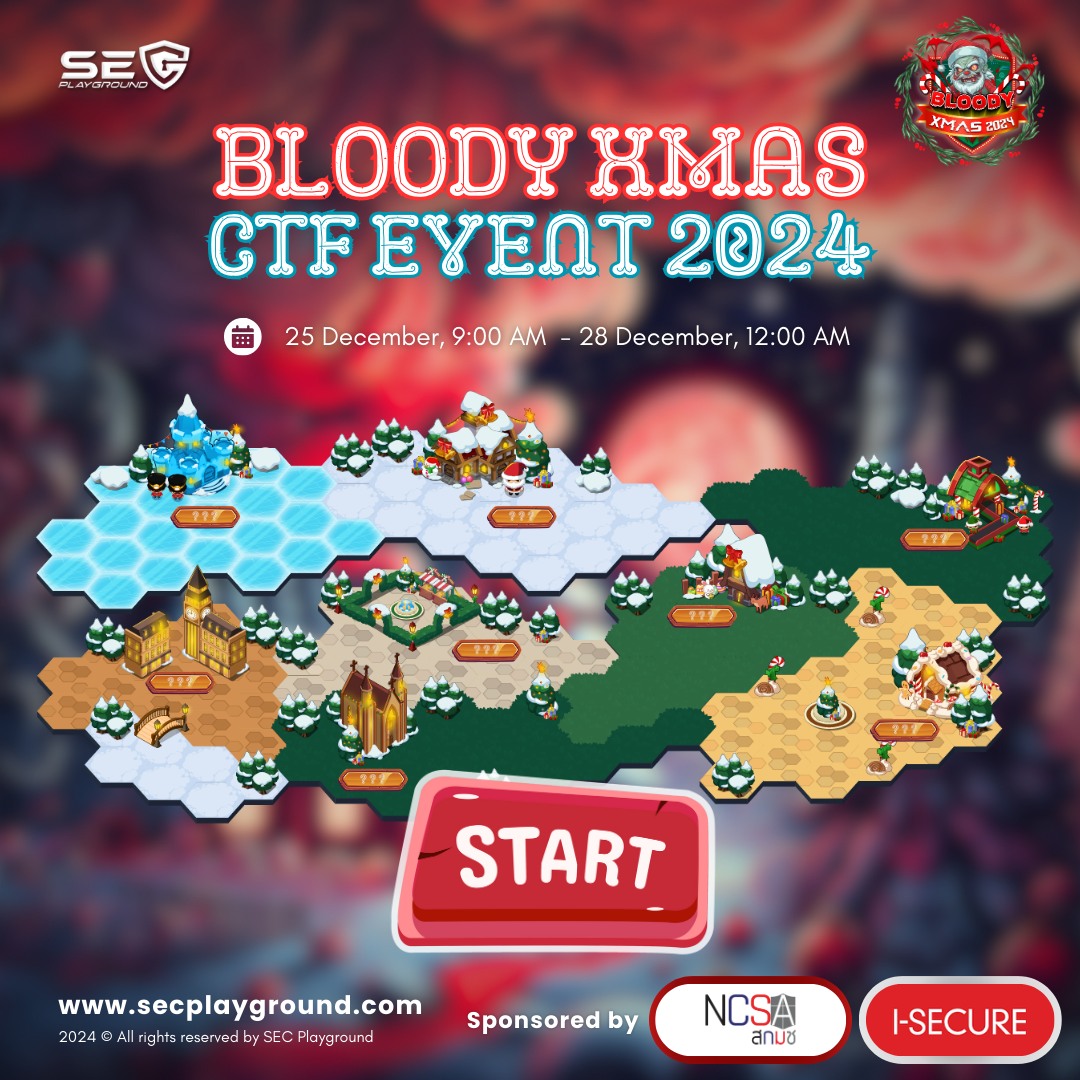 SEC
PLAYGROUND
BLOODY
XMAS 2024
BLOODY XMAS
CTF EVENT 2024
25 December, 9:00 AM - 28 December, 12:00 AM
???
???
???
???
???
???
???
???
START
www.secplayground.com
2024 © All rights reserved by SEC Playground
Sponsored by
NCSA
สกมช
I-SECURE